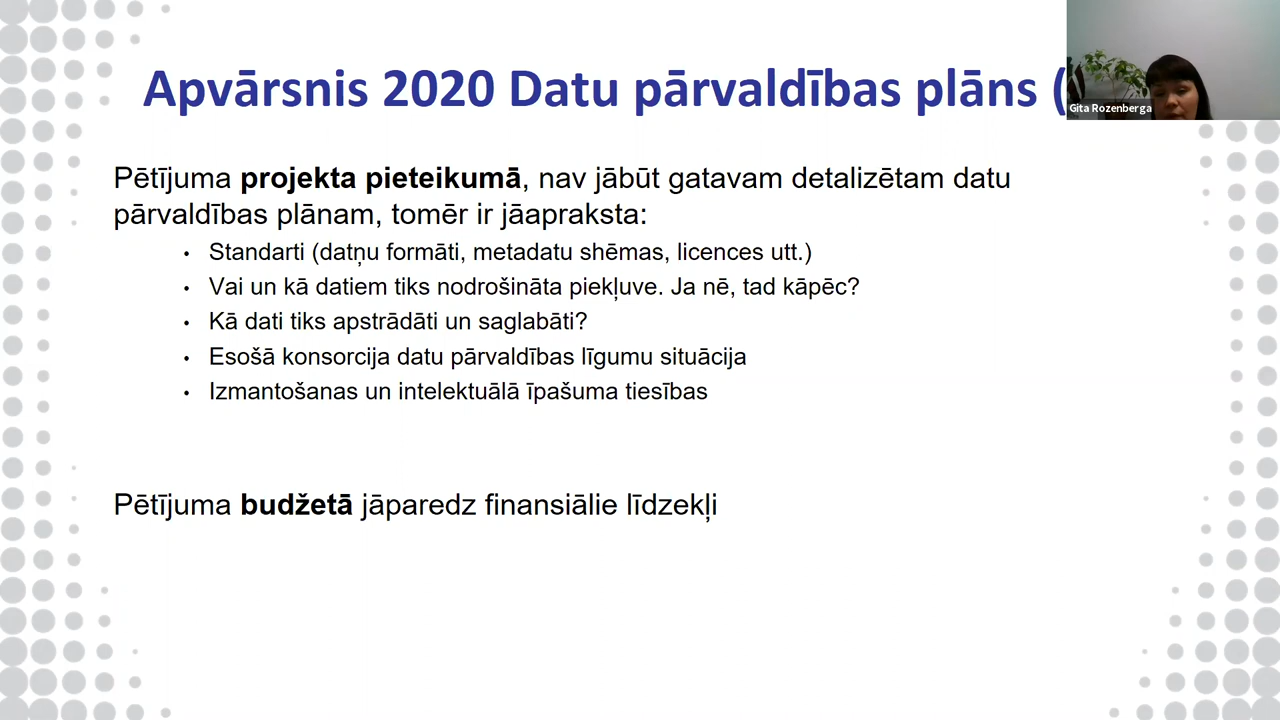 Apvārsnis 2020 Datu pārvaldības plāns (
Gita Rozenberga
Pētījuma projekta pieteikumā, nav jābūt gatavam detalizētam datu
pārvaldības plānam, tomēr ir jāapraksta:
• Standarti (datņu formāti, metadatu shēmas, licences utt.)
• Vai un kā datiem tiks nodrošināta piekļuve. Ja nē, tad kāpēc?
• Kā dati tiks apstrādāti un saglabāti?
• Esošā konsorcija datu pārvaldības līgumu situācija
• Izmantošanas un intelektuālā īpašuma tiesības
Pētījuma budžetā jāparedz finansiālie līdzekļi